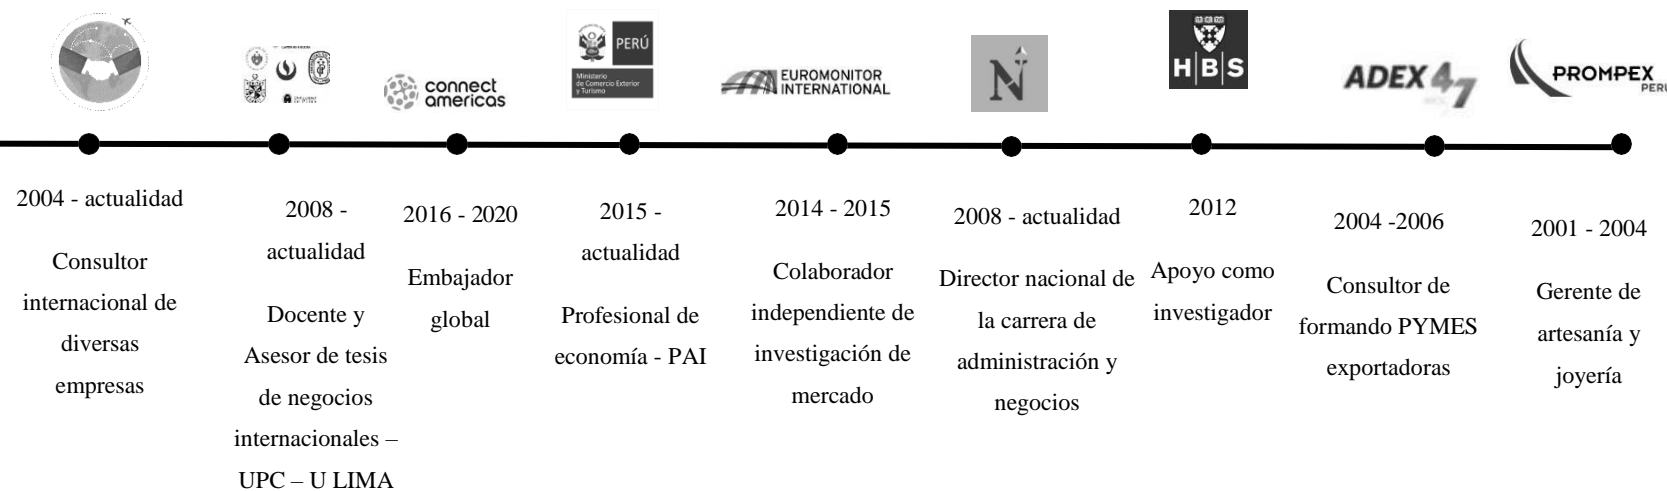 connect
americas
PERÚ
Ministerio
de Comercio Exterior
y Turismo
EUROMONITOR
INTERNATIONAL
N
H|B|S
ADEX 47
PROMPEX
PERU
2004 - actualidad
Consultor
internacional de
diversas
empresas
2008 -
actualidad
Docente y
Asesor de tesis
de negocios
internacionales –
UPC – U LIMA
2016 - 2020
Embajador
global
2015 -
actualidad
Profesional de
economía - PAI
2014 - 2015
Colaborador
independiente de
investigación de
mercado
2008 - actualidad
Director nacional de
la carrera de
administración y
negocios
2012
Apoyo como
investigador
2004 -2006
Consultor de
formando PYMES
exportadoras
2001 - 2004
Gerente de
artesanía y
joyería